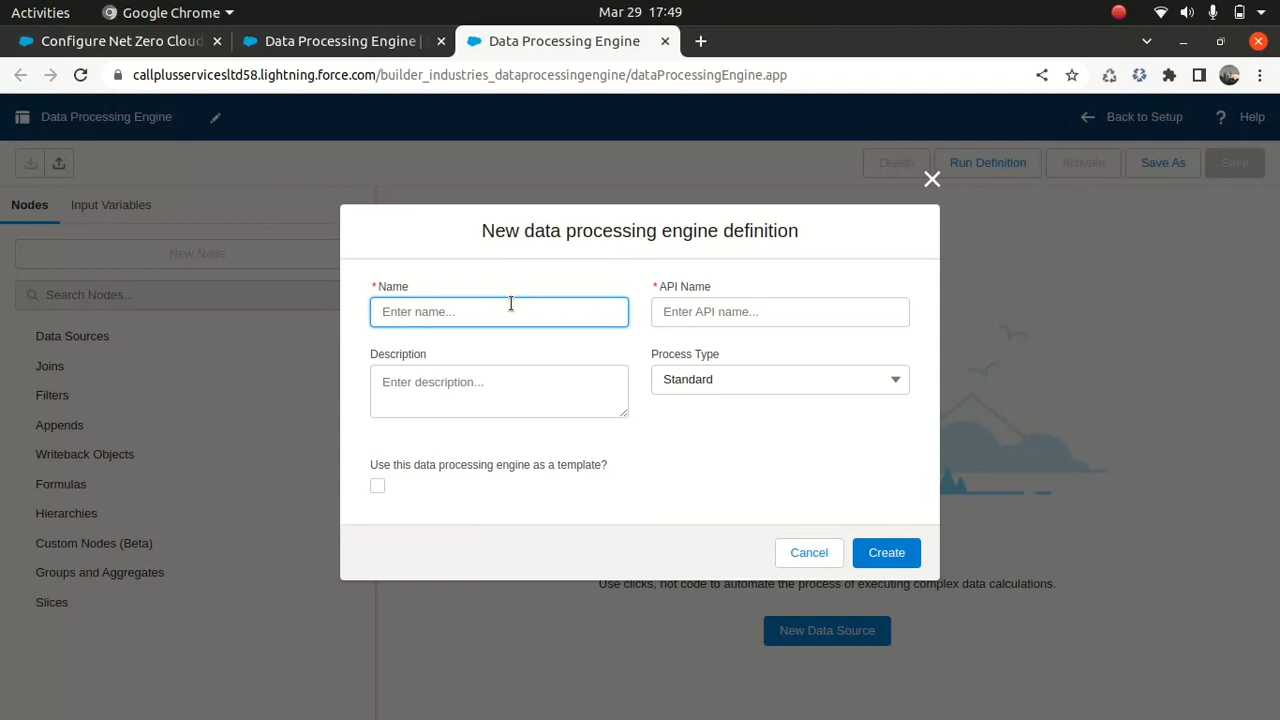 Activities Google Chrome Mar 29 17:49
Configure Net Zero Cloud Data Processing Engine | Data Processing Engine
callplusservicesltd58.lightning.force.com/builder_industries_dataprocessingengine/dataProcessingEngine.app
Data Processing Engine Back to Setup ? Help
Delete Run Definition Activate Save As Save
Nodes Input Variables
New data processing engine definition
New Node
Search Nodes...
*Name *API Name
Enter name... Enter API name...
Data Sources
Joins
Description Process Type
Enter description... Standard
Filters
Appends
Writeback Objects
Use this data processing engine as a template?
Formulas
Hierarchies
Custom Nodes (Beta)
Cancel Create
Groups and Aggregates
Use clicks, not code to automate the process of executing complex data calculations.
Slices
New Data Source